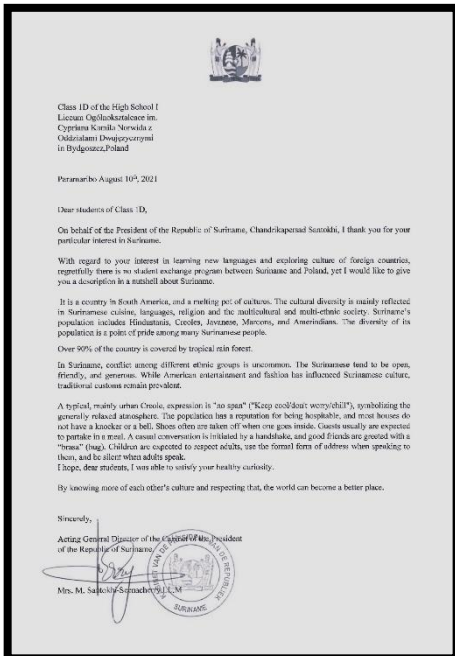 Class 1D of the High School I
Liceum Ogólnokształcące im.
Cypriana Kamila Norwida z
Oddziałami Dwujęzycznymi
in Bydgoszcz,Poland
Paramaribo August 10th, 2021
Dear students of Class 1D,
On behalf of the President of the Republic of Suriname, Chandrikapersad Santokhi, I thank you for your
particular interest in Suriname.
With regard to your interest in learning new languages and exploring culture of foreign countries,
regretfully there is no student exchange program between Suriname and Poland, yet I would like to give
you a description in a nutshell about Suriname.
It is a country in South America, and a melting pot of cultures. The cultural diversity is mainly reflected
in Surinamese cuisine, languages, religion and the multicultural and multi-ethnic society. Suriname's
population includes Hindustanis, Creoles, Javanese, Maroons, and Amerindians. The diversity of its
population is a point of pride among many Surinamese people.
Over 90% of the country is covered by tropical rain forest.
In Suriname, conflict among different ethnic groups is uncommon. The Surinamese tend to be open,
friendly, and generous. While American entertainment and fashion has influenced Surinamese culture,
traditional customs remain prevalent.
A typical, mainly urban Creole, expression is "no span" ("Keep cool/don't worry/chill"), symbolizing the
generally relaxed atmosphere. The population has a reputation for being hospitable, and most houses do
not have a knocker or a bell. Shoes often are taken off when one goes inside. Guests usually are expected
to partake in a meal. A casual conversation is initiated by a handshake, and good friends are greeted with a
"brasa" (hug). Children are expected to respect adults, use the formal form of address when speaking to
them, and be silent when adults speak.
I hope, dear students, I was able to satisfy your healthy curiosity.
By knowing more of each other's culture and respecting that, the world can become a better place.
Sincerely,
Acting General Director of the Cabinet of the President
of the Republic of Suriname,
Mrs. M. Santokhi-Seenacherry,LL.M
KABINET VAN DE PRESIDENT VAN DE REPUBLIEK
SURINAME